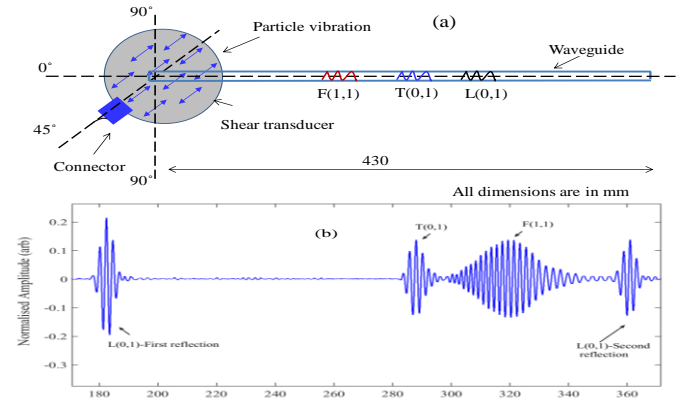 90°
(a)
Particle vibration
Waveguide
0°
F(1,1)
T(0,1)
L(0,1)
Shear transducer
45°
Connector
430
90°
All dimensions are in mm
(b)
T(0,1)
F(1,1)
Normalised Amplitude (arb)
0.2
0.1
0
-0.1
-0.2
-0.3
L(0,1)-First reflection
L(0,1)-Second
reflection
180 200 220 240 260 280 300 320 340 360